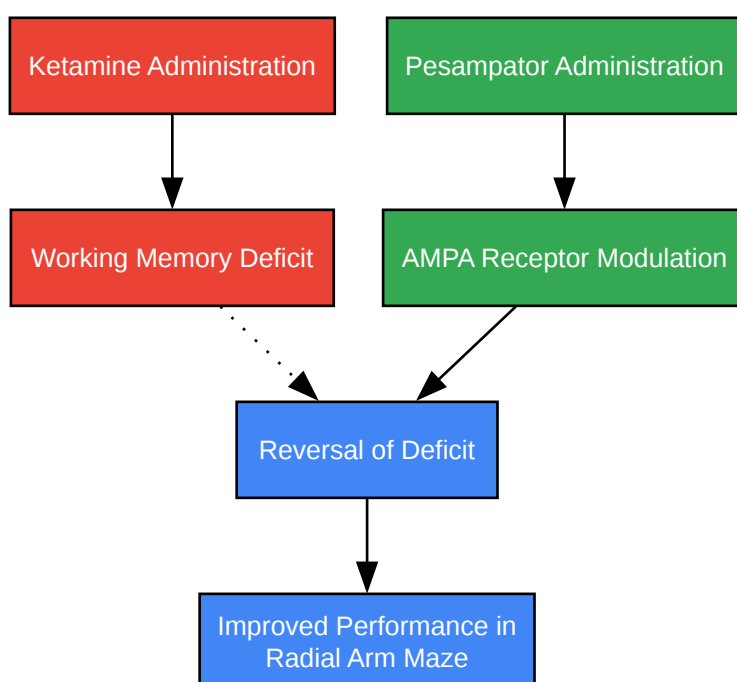 Ketamine Administration
Pesampator Administration
Working Memory Deficit
AMPA Receptor Modulation
Reversal of Deficit
Improved Performance in
Radial Arm Maze